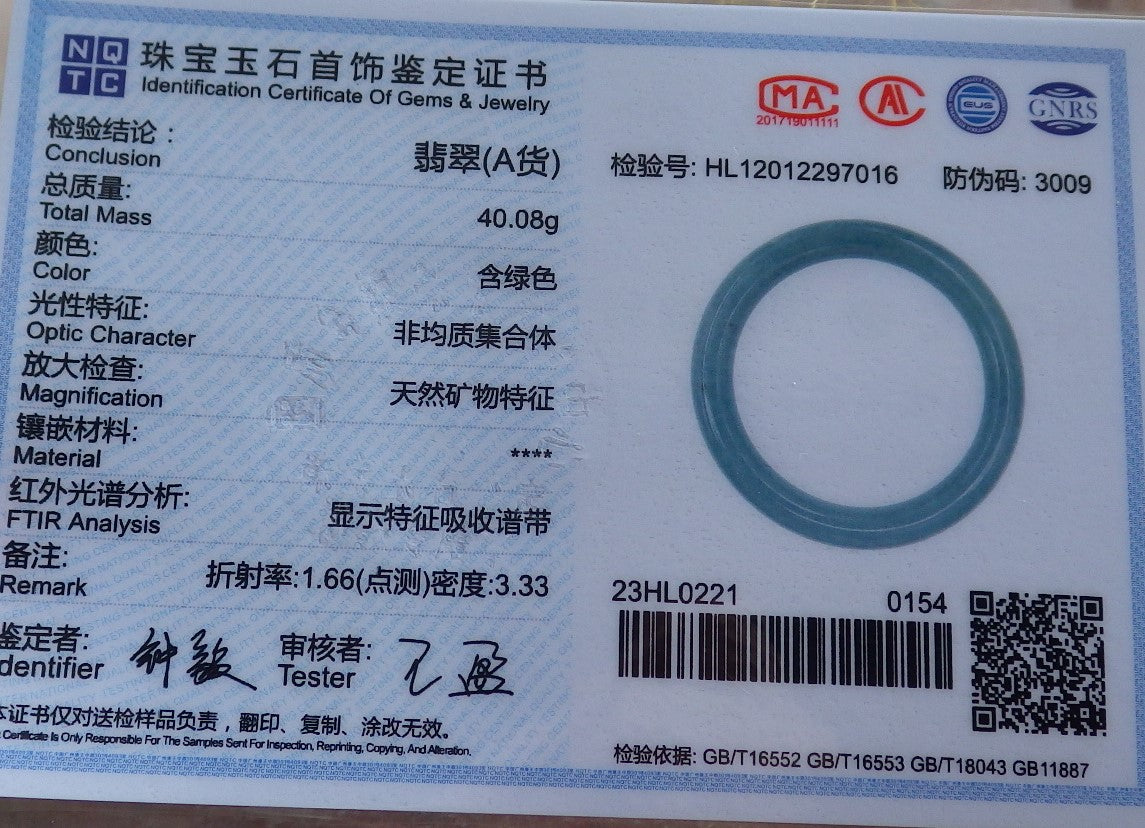 NQ
TC
珠宝玉石首饰鉴定证书
Identification Certificate Of Gems & Jewelry
检验结论：
Conclusion
翡翠(A货)
总质量:
Total Mass
40.08g
颜色:
Color
含绿色
光性特征:
Optic Character
非均质集合体
放大检查:
Magnification
天然矿物特征
镶嵌材料:
Material
****
红外光谱分析:
FTIR Analysis
显示特征吸收谱带
备注:
Remark
折射率:1.66(点测)密度:3.33
鉴定者:
dentifier
钟敏
审核者:
Tester
王盈
本证书仅对送检样品负责，翻印、复制、涂改无效。
Certificate Is Only Responsible For The Samples Sent For Inspection, Reprinting, Copying, And Alteration.
MA
201719011111
AL
GUS
GNRS
检验号: HL12012297016
防伪码: 3009
23HL0221
0154
检验依据: GB/T16552 GB/T16553 GB/T18043 GB11887